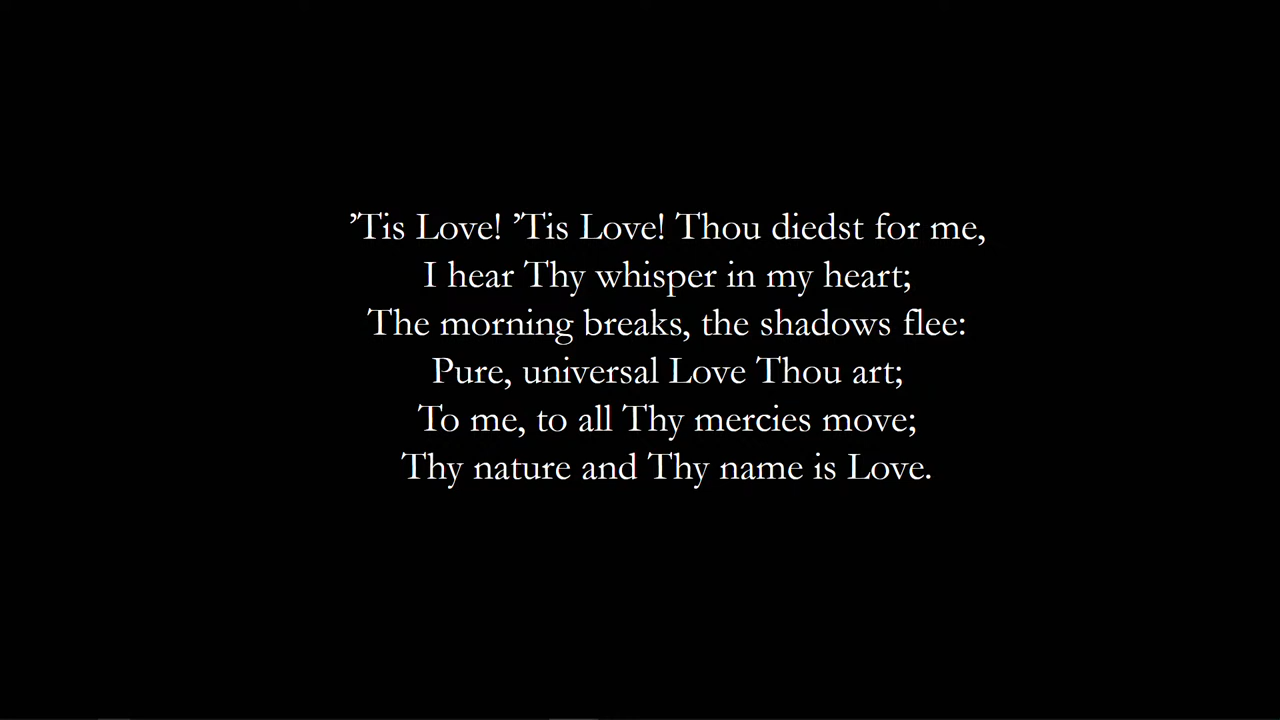 ’Tis Love! ’Tis Love! Thou diedst for me,
I hear Thy whisper in my heart;
The morning breaks, the shadows flee:
Pure, universal Love Thou art;
To me, to all Thy mercies move;
Thy nature and Thy name is Love.